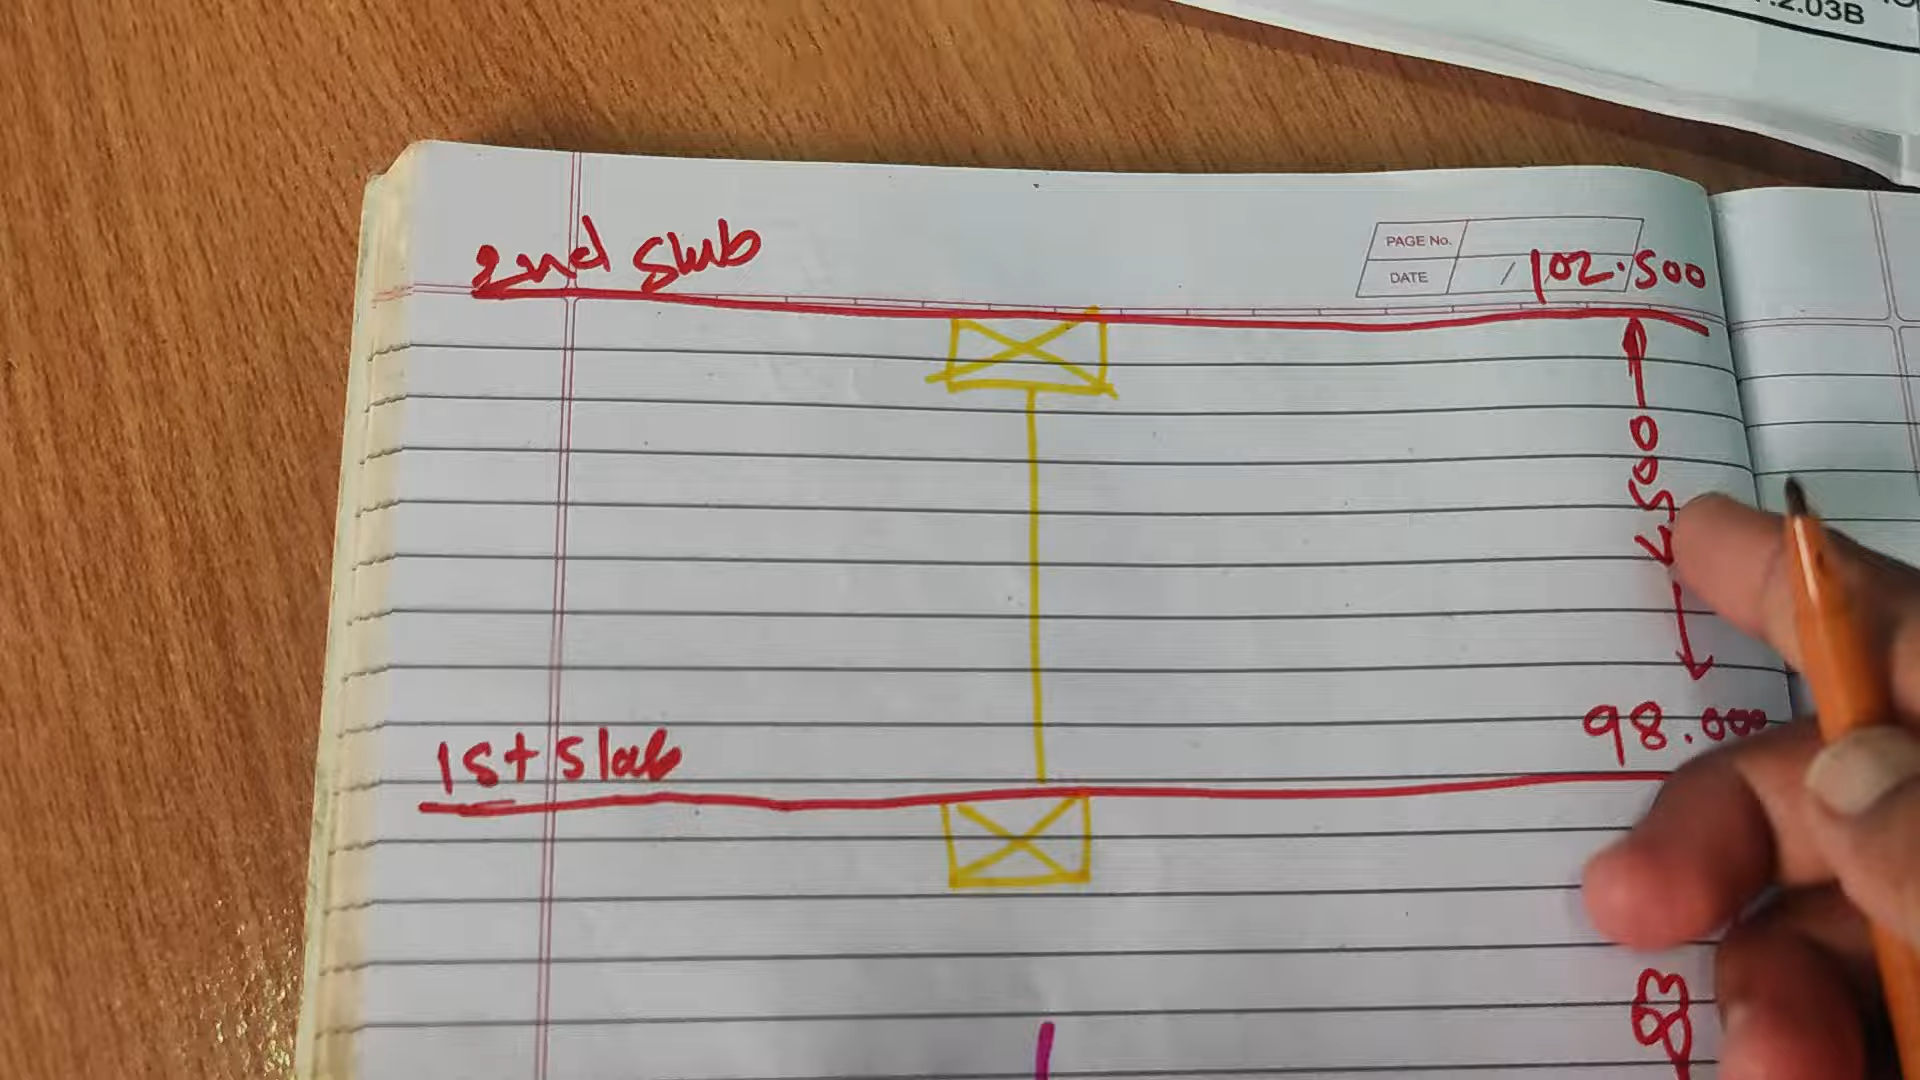 .2.03B
2nd Slab
PAGE No.
DATE /
102.500
4500
1st Slab
98.000